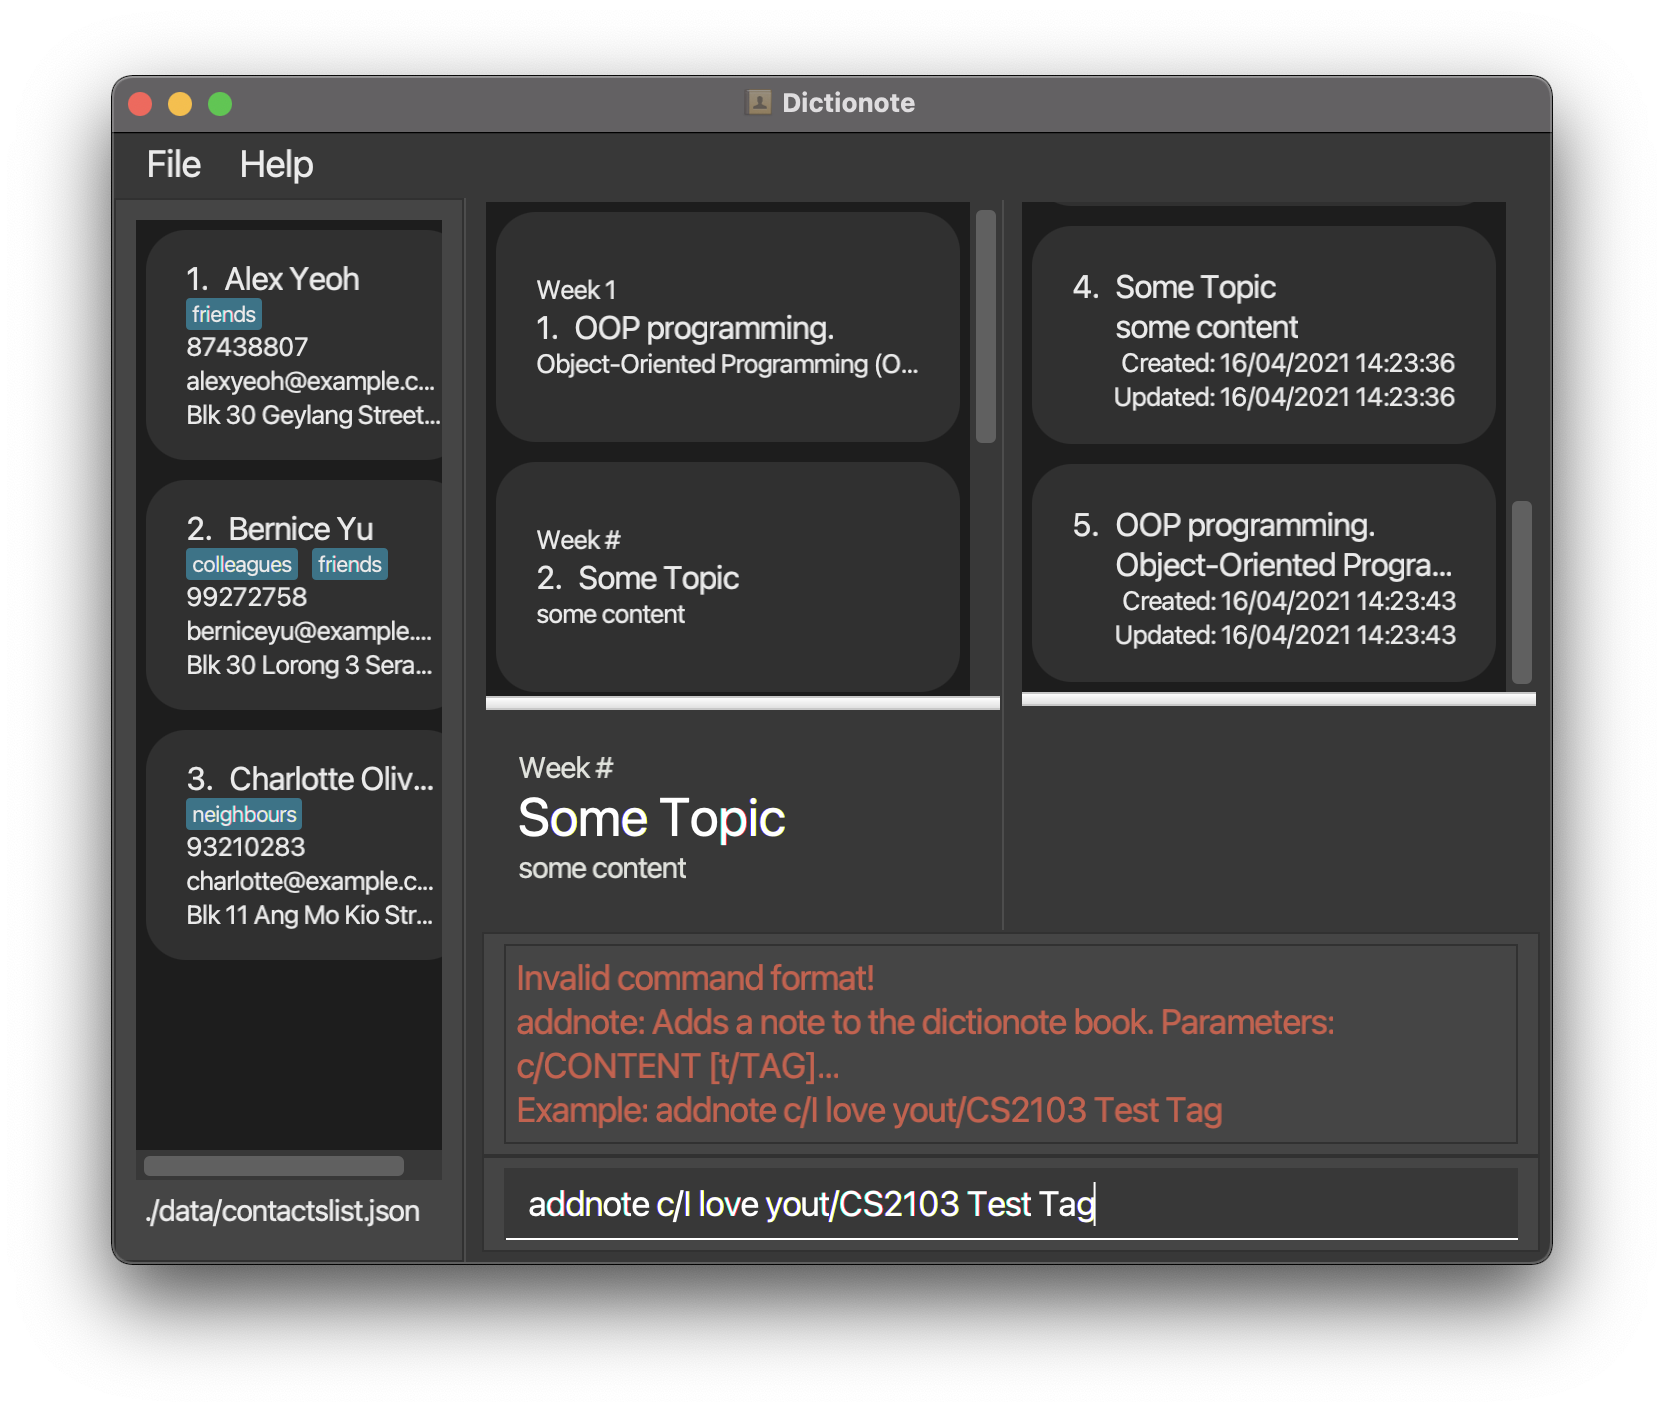 Dictionote
File Help
1. Alex Yeoh
friends
87438807
alexyeoh@example.c...
Blk 30 Geylang Street...
2. Bernice Yu
colleagues friends
99272758
berniceyu@example....
Blk 30 Lorong 3 Sera...
3. Charlotte Oliv...
neighbours
93210283
charlotte@example.c...
Blk 11 Ang Mo Kio Str...
./data/contactslist.json
Week 1
1. OOP programming.
Object-Oriented Programming (O...
Week #
2. Some Topic
some content
Week #
Some Topic
some content
4. Some Topic
some content
Created: 16/04/2021 14:23:36
Updated: 16/04/2021 14:23:36
5. OOP programming.
Object-Oriented Progra...
Created: 16/04/2021 14:23:43
Updated: 16/04/2021 14:23:43
Invalid command format!
addnote: Adds a note to the dictionote book. Parameters:
c/CONTENT [t/TAG]...
Example: addnote c/I love yout/CS2103 Test Tag
addnote c/I love yout/CS2103 Test Tag